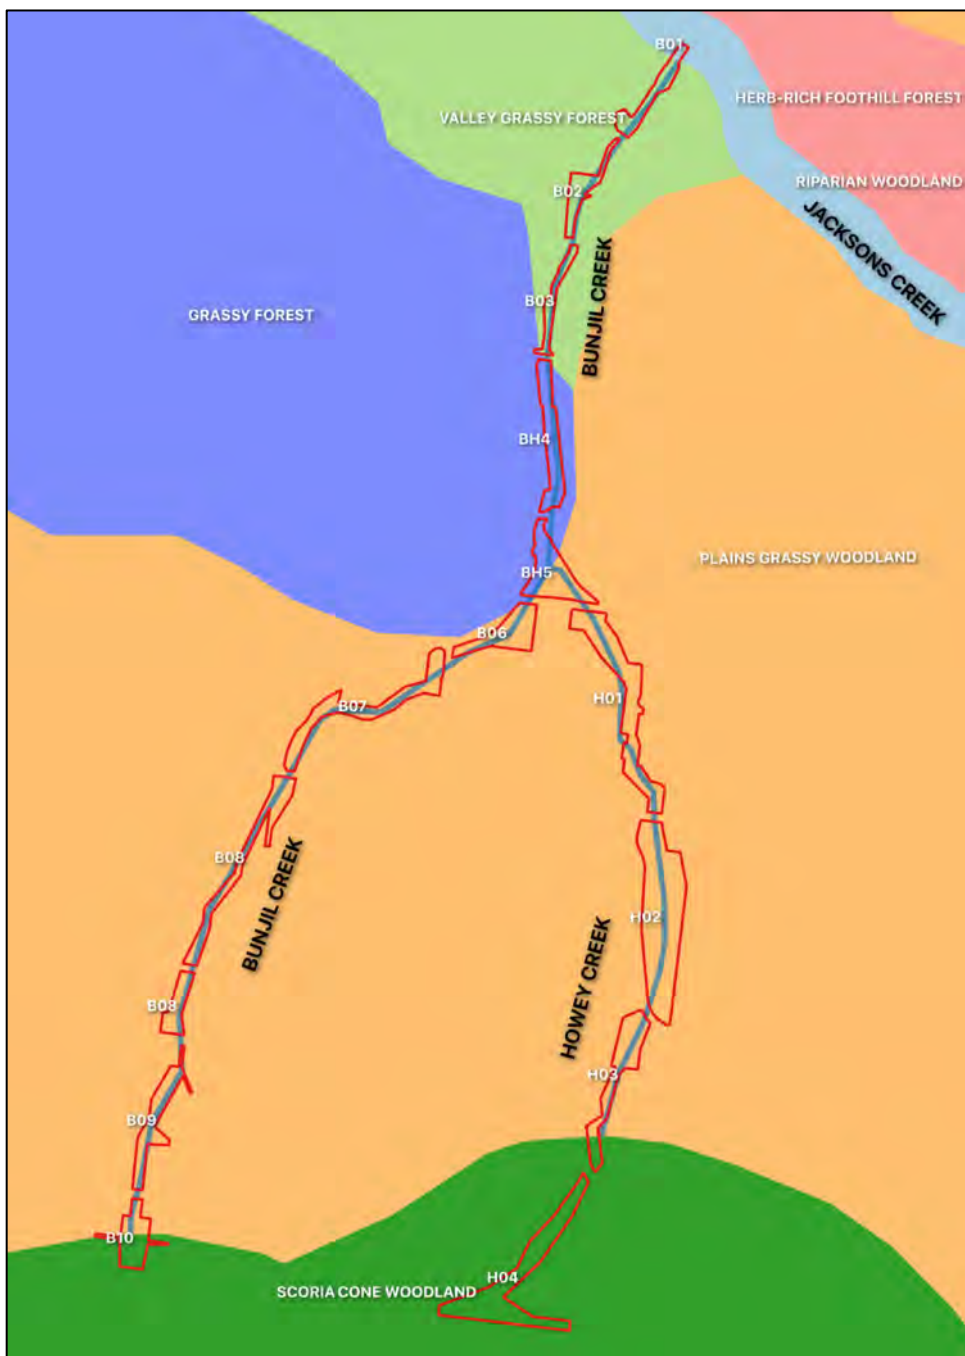 B01
HERB-RICH FOOTHILL FOREST
VALLEY GRASSY FOREST
RIPARIAN WOODLAND
B02
JACKSONS CREEK
B03
BUNJIL CREEK
GRASSY FOREST
BH4
PLAINS GRASSY WOODLAND
BH5
B06
H01
B07
B08
BUNJIL CREEK
H02
HOWEY CREEK
B08
H03
B09
B10
H04
SCORIA CONE WOODLAND